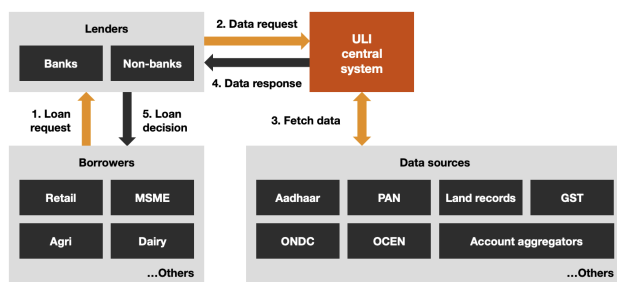 Lenders
Banks
Non-banks
2. Data request
4. Data response
ULI
central
system
1. Loan
request
5. Loan
decision
3. Fetch data
Borrowers
Retail
MSME
Agri
Dairy
...Others
Data sources
Aadhaar
PAN
Land records
GST
ONDC
OCEN
Account aggregators
...Others